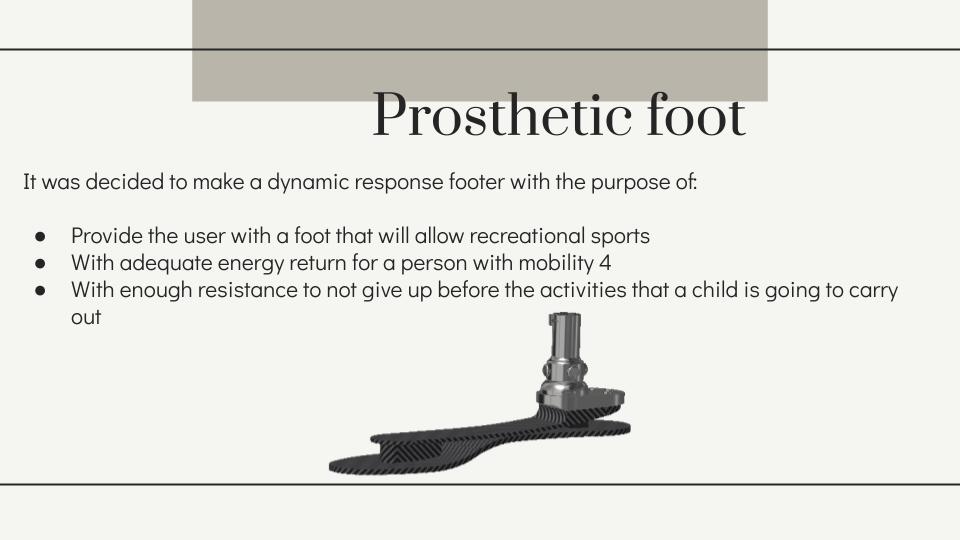 Prosthetic foot
It was decided to make a dynamic response footer with the purpose of:
● Provide the user with a foot that will allow recreational sports
● With adequate energy return for a person with mobility 4
● With enough resistance to not give up before the activities that a child is going to carry
out